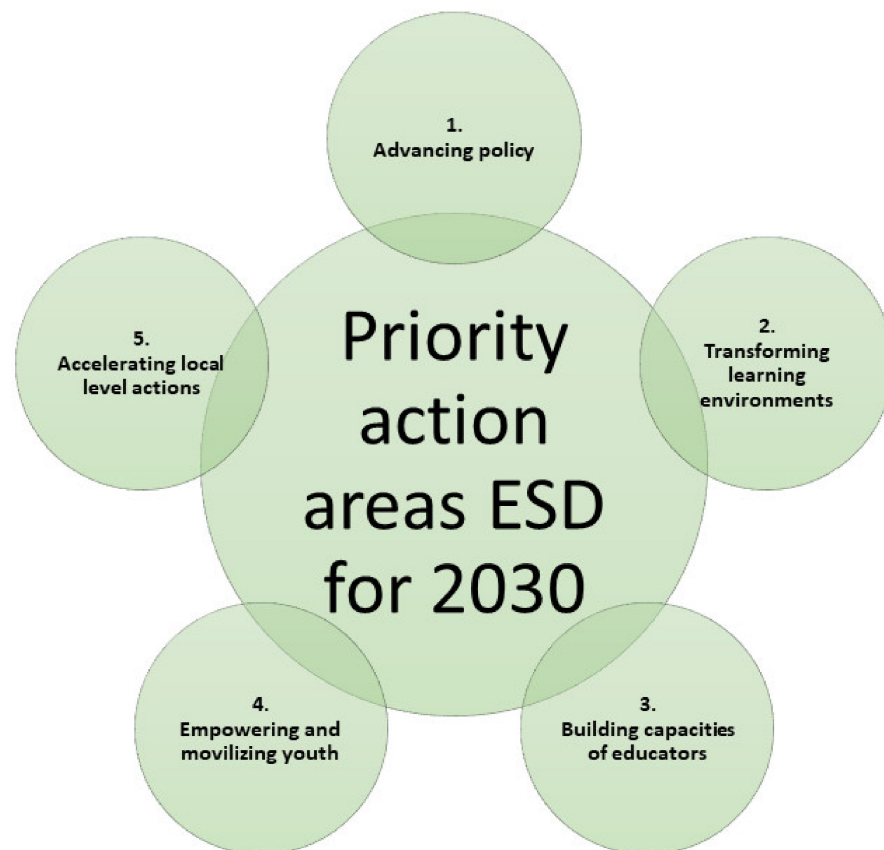 1.
Advancing policy
Priority
action
areas ESD
for 2030
2.
Transforming
learning
environments
3.
Building capacities
of educators
4.
Empowering and
movilizing youth
5.
Accelerating local
level actions